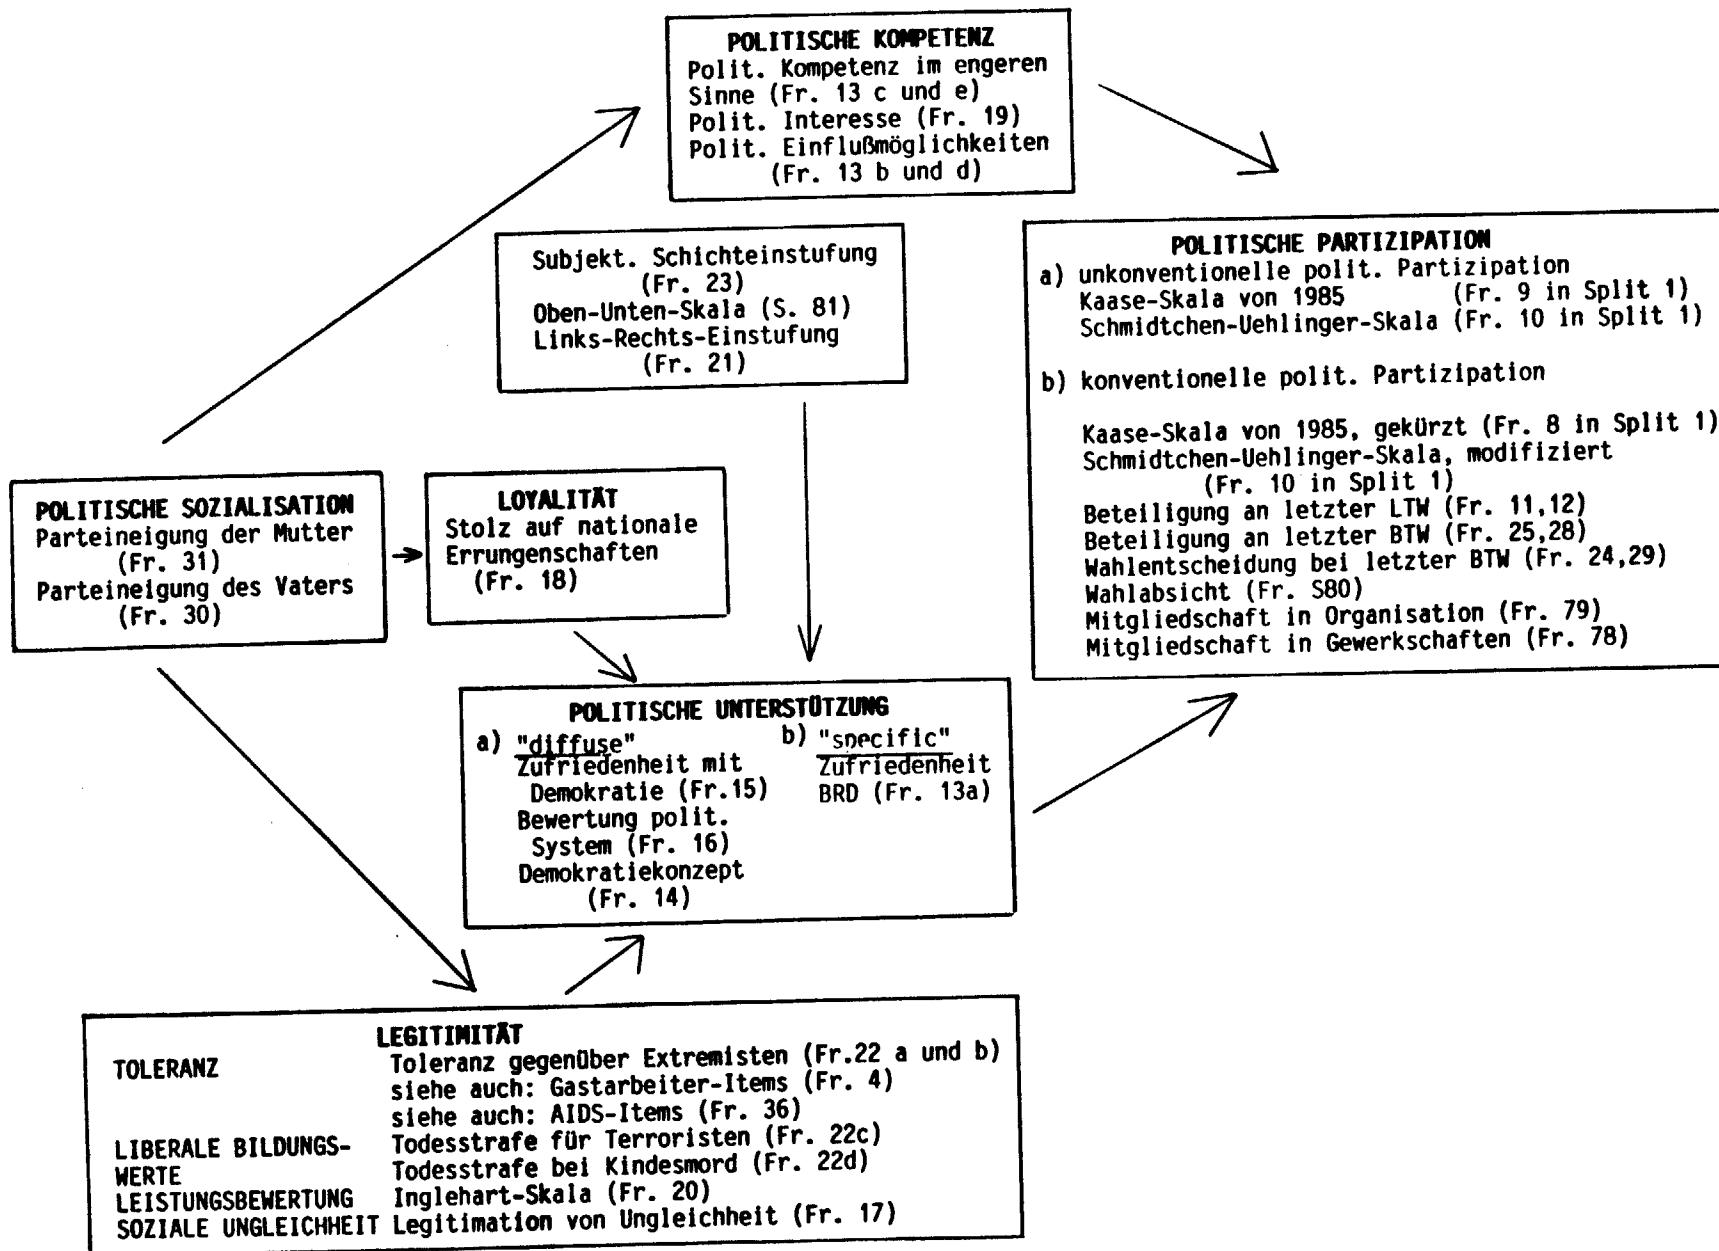 POLITISCHE KOMPETENZ
Polit. Kompetenz im engeren
Sinne (Fr. 13 c und e)
Polit. Interesse (Fr. 19)
Polit. Einflußmöglichkeiten
(Fr. 13 b und d)
Subjekt. Schichteinstufung
(Fr. 23)
Oben-Unten-Skala (S. 81)
Links-Rechts-Einstufung
(Fr. 21)
POLITISCHE PARTIZIPATION
a) unkonventionelle polit. Partizipation
Kaase-Skala von 1985 (Fr. 9 in Split 1)
Schmidtchen-Uehlinger-Skala (Fr. 10 in Split 1)
b) konventionelle polit. Partizipation
Kaase-Skala von 1985, gekürzt (Fr. 8 in Split 1)
Schmidtchen-Uehlinger-Skala, modifiziert
(Fr. 10 in Split 1)
Beteiligung an letzter LTW (Fr. 11,12)
Beteiligung an letzter BTW (Fr. 25,28)
Wahlentscheidung bei letzter BTW (Fr. 24,29)
Wahlabsicht (Fr. S80)
Mitgliedschaft in Organisation (Fr. 79)
Mitgliedschaft in Gewerkschaften (Fr. 78)
POLITISCHE SOZIALISATION
Parteineigung der Mutter
(Fr. 31)
Parteineigung des Vaters
(Fr. 30)
LOYALITÄT
Stolz auf nationale
Errungenschaften
(Fr. 18)
POLITISCHE UNTERSTÜTZUNG
a) "diffuse"
Zufriedenheit mit
Demokratie (Fr.15)
Bewertung polit.
System (Fr. 16)
Demokratiekonzept
(Fr. 14)
b) "specific"
Zufriedenheit
BRD (Fr. 13a)
LEGITIMITÄT
TOLERANZ Toleranz gegenüber Extremisten (Fr.22 a und b)
siehe auch: Gastarbeiter-Items (Fr. 4)
siehe auch: AIDS-Items (Fr. 36)
LIBERALE BILDUNGS- Todesstrafe für Terroristen (Fr. 22c)
WERTE Todesstrafe bei Kindesmord (Fr. 22d)
LEISTUNGSBEWERTUNG Inglehart-Skala (Fr. 20)
SOZIALE UNGLEICHHEIT Legitimation von Ungleichheit (Fr. 17)